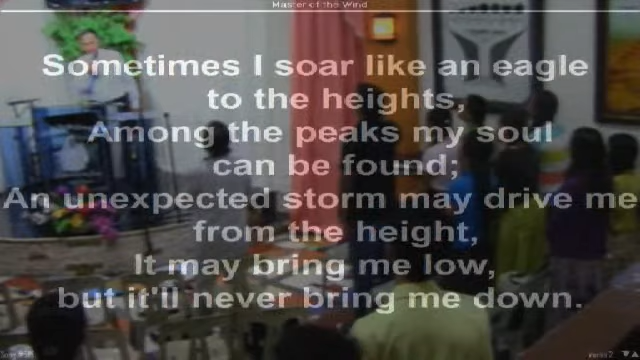 Master of the Wind
Sometimes I soar like an eagle
to the heights,
Among the peaks my soul
can be found;
An unexpected storm may drive me
from the height,
It may bring me low,
but it'll never bring me down.